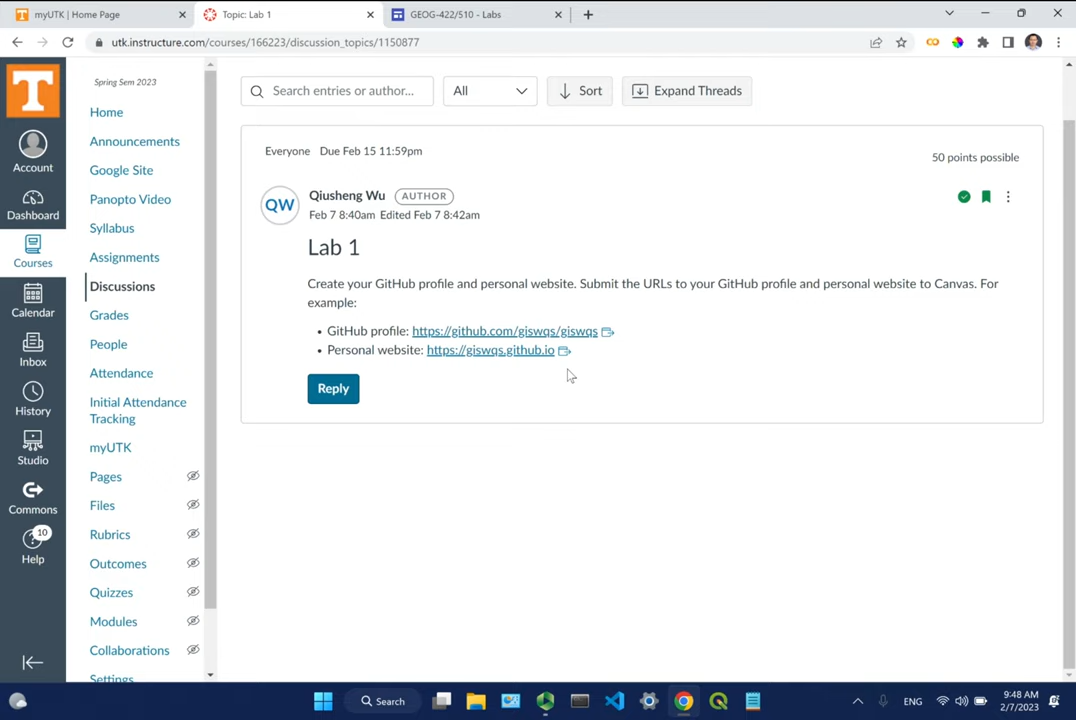 myUTK | Home Page
Topic: Lab 1
GEOG-422/510 - Labs
utk.instructure.com/courses/166223/discussion_topics/1150877
T
Account
Dashboard
Courses
Calendar
Inbox
History
Studio
Commons
10
Help
Spring Sem 2023
Home
Announcements
Google Site
Panopto Video
Syllabus
Assignments
Discussions
Grades
People
Attendance
Initial Attendance
Tracking
myUTK
Pages
Files
Rubrics
Outcomes
Quizzes
Modules
Collaborations
Settings
Search entries or author...
All
Sort
Expand Threads
Everyone Due Feb 15 11:59pm
50 points possible
QW
Qiusheng Wu AUTHOR
Feb 7 8:40am Edited Feb 7 8:42am
Lab 1
Create your GitHub profile and personal website. Submit the URLs to your GitHub profile and personal website to Canvas. For
example:
• GitHub profile: https://github.com/giswqs/giswqs
• Personal website: https://giswqs.github.io
Reply
Search
ENG
9:48 AM
2/7/2023